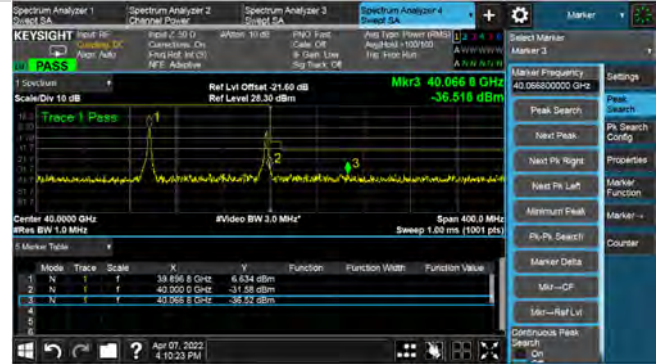 Spectrum Analyzer 1
Swept SA
Spectrum Analyzer 2
Channel Power
Spectrum Analyzer 3
Swept SA
Spectrum Analyzer 4
Swept SA
Marker
KEYSIGHT
Input: RF
Coupling: DC
Align: Auto
Input Z: 50 Ω
Corrections: On
Freq Ref: Int (S)
NFE: Adaptive
#Atten: 10 dB
PNO: Fast
Gate: Off
IF Gain: Low
Sig Track: Off
Avg Type: Power (RMS)
Avg|Hold: >100/100
Trig: Free Run
PASS
Select Marker
Marker 3
1 Spectrum
Scale/Div 10 dB
Ref Lvl Offset -21.60 dB
Ref Level 28.30 dBm
Mkr3 40.066 8 GHz
-36.518 dBm
Trace 1 Pass
1
2
3
Center 40.0000 GHz
#Res BW 1.0 MHz
#Video BW 3.0 MHz*
Span 400.0 MHz
Sweep 1.00 ms (1001 pts)
5 Marker Table
Mode Trace Scale X Y Function Function Width Function Value
1 N 1 f 39.896 8 GHz 6.634 dBm
2 N 1 f 40.000 0 GHz -31.58 dBm
3 N 1 f 40.066 8 GHz -36.52 dBm
4
5
6
Apr 07, 2022
4:10:23 PM
Marker Frequency
40.066800000 GHz
Peak Search
Next Peak
Next Pk Right
Next Pk Left
Minimum Peak
Pk-Pk Search
Marker Delta
Mkr→CF
Mkr→Ref Lvl
Continuous Peak
Search
On
Off
Settings
Peak
Search
Pk Search
Config
Properties
Marker
Function
Marker→
Counter